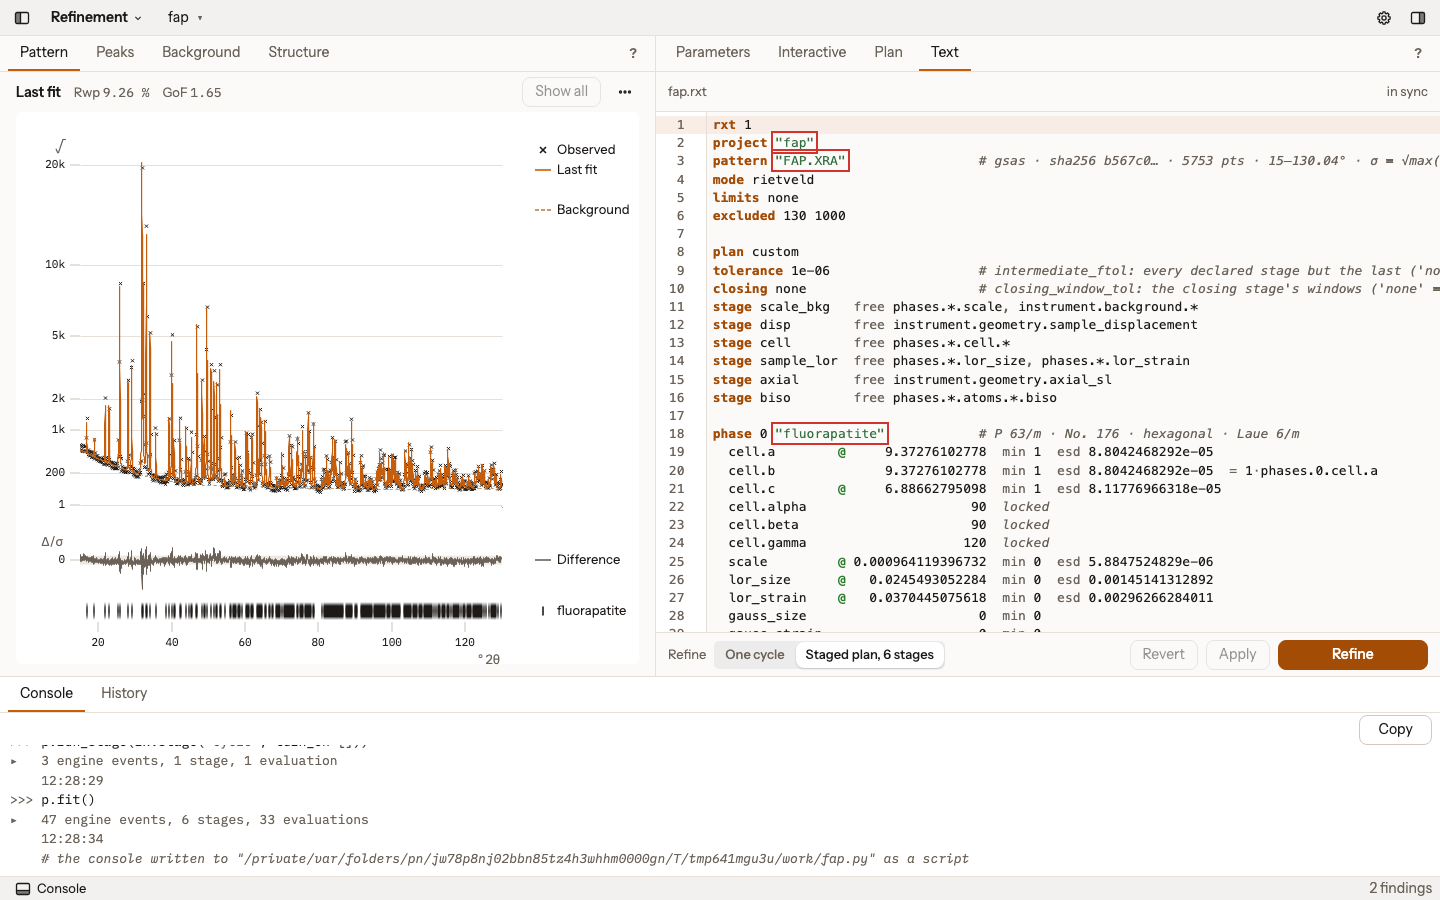 Refinement
fap
Pattern Peaks Background Structure ?
Parameters Interactive Plan Text ?
Last fit Rwp 9.26 % GoF 1.65
Show all
•••
fap.rxt
in sync
√
20k
10k
5k
2k
1k
200
1
Δ/σ
0
20 40 60 80 100 120
°2θ
Observed
Last fit
Background
Difference
fluorapatite
1 rxt 1
2 project "fap"
3 pattern "FAP.XRA" # gsas · sha256 b567c0… · 5753 pts · 15–130.04° · σ = √max(
4 mode rietveld
5 limits none
6 excluded 130 1000
7
8 plan custom
9 tolerance 1e-06 # intermediate_ftol: every declared stage but the last ('no
10 closing none # closing_window_tol: the closing stage's windows ('none' =
11 stage scale_bkg free phases.*.scale, instrument.background.*
12 stage disp free instrument.geometry.sample_displacement
13 stage cell free phases.*.cell.*
14 stage sample_lor free phases.*.lor_size, phases.*.lor_strain
15 stage axial free instrument.geometry.axial_sl
16 stage biso free phases.*.atoms.*.biso
17
18 phase 0 "fluorapatite" # P 63/m · No. 176 · hexagonal · Laue 6/m
19 cell.a @ 9.37276102778 min 1 esd 8.8042468292e-05
20 cell.b 9.37276102778 min 1 esd 8.8042468292e-05 = 1·phases.0.cell.a
21 cell.c @ 6.88662795098 min 1 esd 8.11776966318e-05
22 cell.alpha 90 locked
23 cell.beta 90 locked
24 cell.gamma 120 locked
25 scale @ 0.000964119396732 min 0 esd 5.8847524829e-06
26 lor_size @ 0.0245493052284 min 0 esd 0.00145141312892
27 lor_strain @ 0.0370445075618 min 0 esd 0.00296266284011
28 gauss_size 0 min 0
29 gauss_strain 0 min 0
Refine One cycle Staged plan, 6 stages Revert Apply Refine
Console History
Copy
3 engine events, 1 stage, 1 evaluation
12:28:29
>>> p.fit()
47 engine events, 6 stages, 33 evaluations
12:28:34
# the console written to "/private/var/folders/pn/jw78p8nj02bbn85tz4h3whhm0000gn/T/tmp641mgu3u/work/fap.py" as a script
Console
2 findings